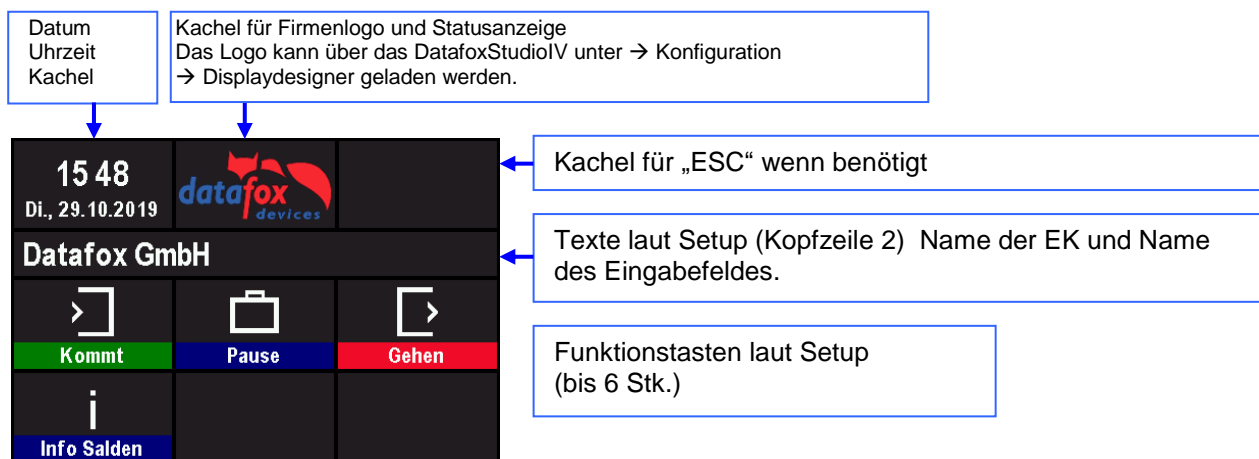 Datum
Uhrzeit
Kachel
Kachel für Firmenlogo und Statusanzeige
Das Logo kann über das DatafoxStudioIV unter → Konfiguration
→ Displaydesigner geladen werden.
15 48
Di., 29.10.2019
datafox
devices
Kachel für „ESC“ wenn benötigt
Datafox GmbH
Texte laut Setup (Kopfzeile 2) Name der EK und Name
des Eingabefeldes.
Kommt
Pause
Gehen
Funktionstasten laut Setup
(bis 6 Stk.)
i
Info Salden